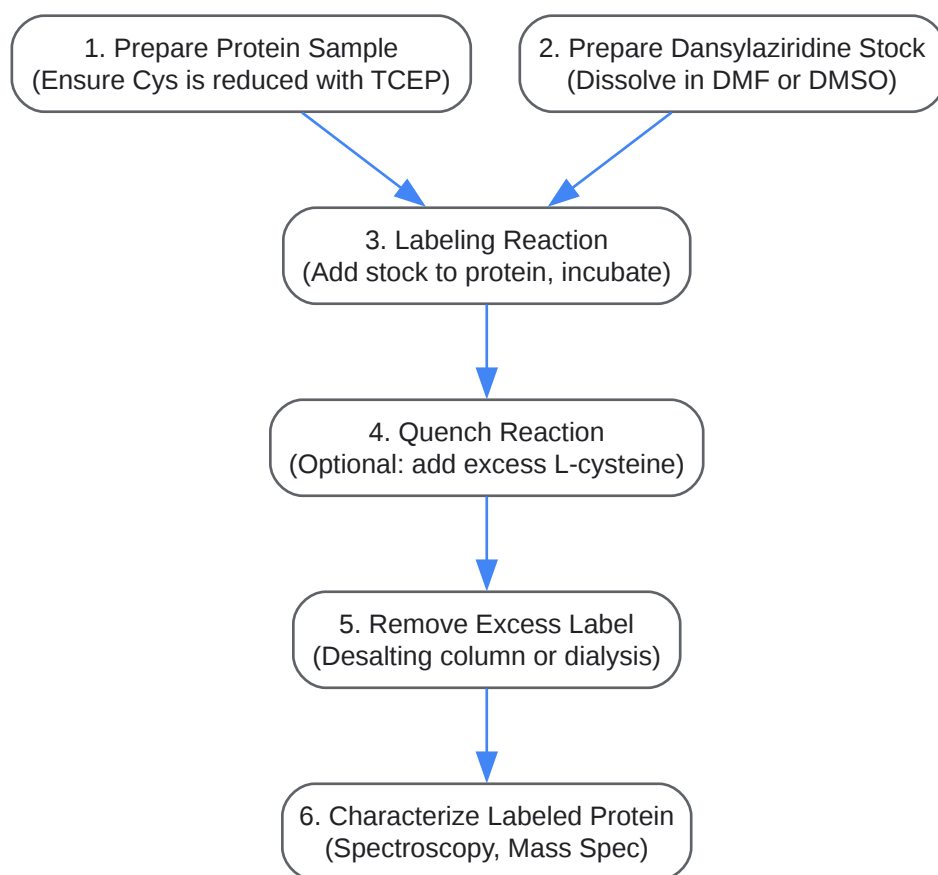 1. Prepare Protein Sample
(Ensure Cys is reduced with TCEP)
2. Prepare Dansylaziridine Stock
(Dissolve in DMF or DMSO)
3. Labeling Reaction
(Add stock to protein, incubate)
4. Quench Reaction
(Optional: add excess L-cysteine)
5. Remove Excess Label
(Desalting column or dialysis)
6. Characterize Labeled Protein
(Spectroscopy, Mass Spec)